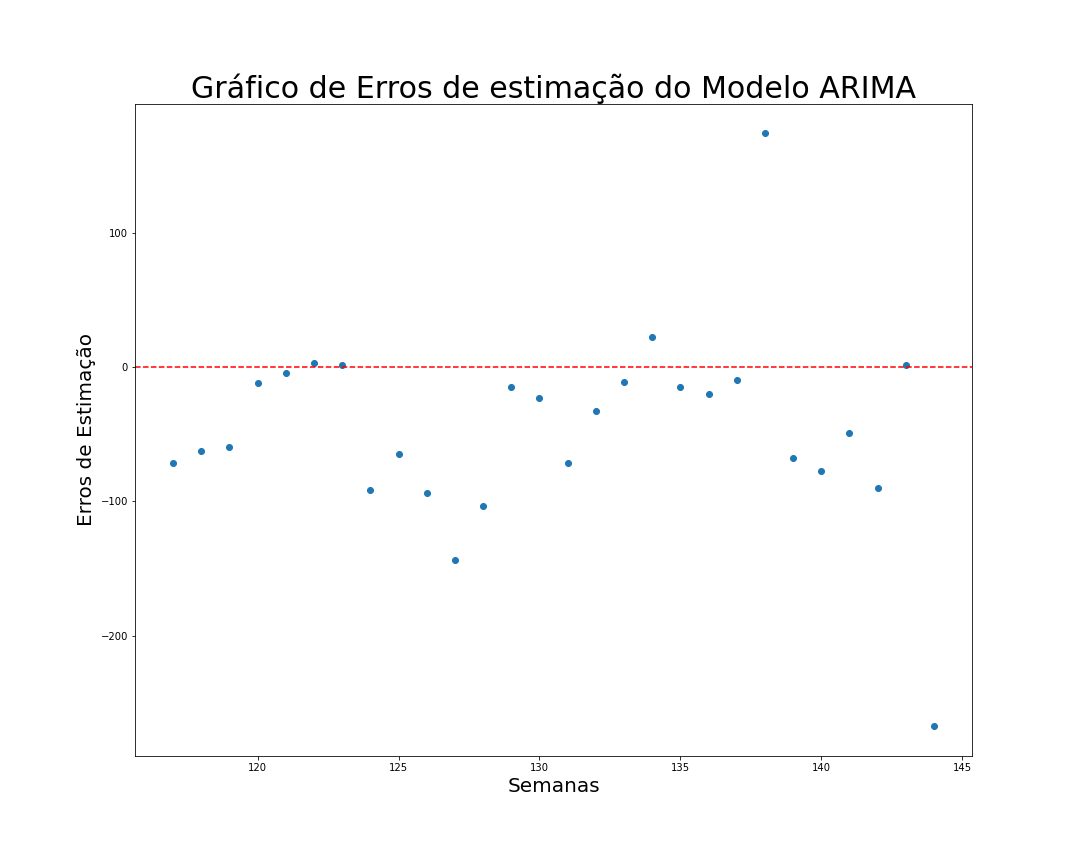 Gráfico de Erros de estimação do Modelo ARIMA
Erros de Estimação
100
0
−100
−200
120 125 130 135 140 145
Semanas